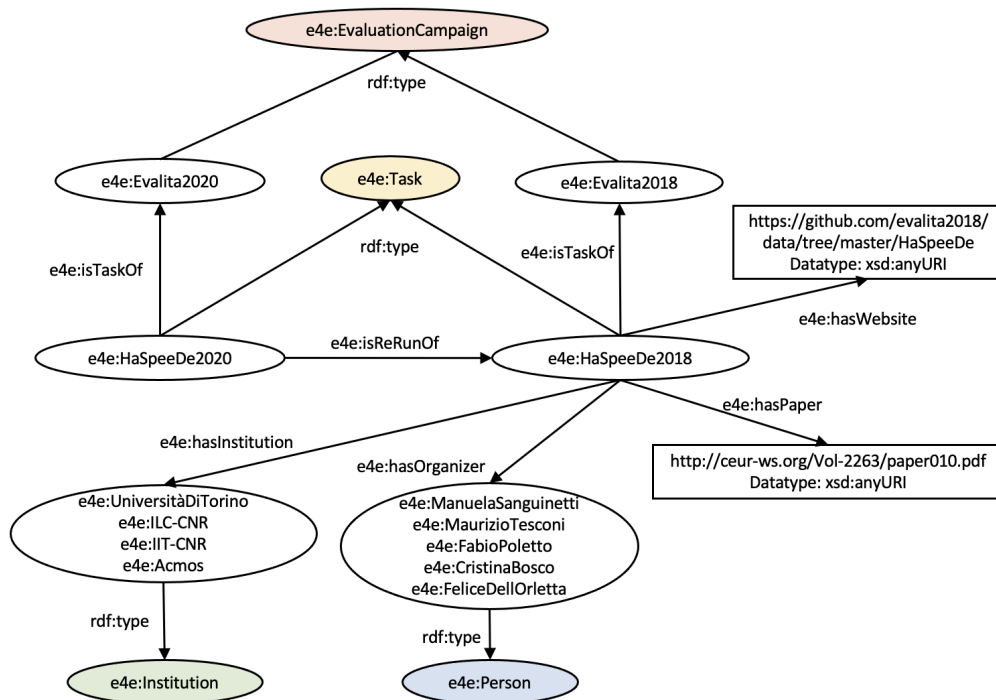 e4e:EvaluationCampaign
rdf:type
e4e:Evalita2020
e4e:Task
e4e:Evalita2018
https://github.com/evalita2018/
data/tree/master/HaSpeeDe
Datatype: xsd:anyURI
rdf:type
e4e:isTaskOf
e4e:isTaskOf
e4e:hasWebsite
e4e:HaSpeeDe2020
e4e:isReRunOf
e4e:HaSpeeDe2018
e4e:hasPaper
e4e:hasInstitution
e4e:hasOrganizer
http://ceur-ws.org/Vol-2263/paper010.pdf
Datatype: xsd:anyURI
e4e:UniversitàDiTorino
e4e:ILC-CNR
e4e:IIT-CNR
e4e:Acmos
e4e:ManuelaSanguinetti
e4e:MaurizioTesconi
e4e:FabioPoletto
e4e:CristinaBosco
e4e:FeliceDellOrletta
rdf:type
rdf:type
e4e:Institution
e4e:Person